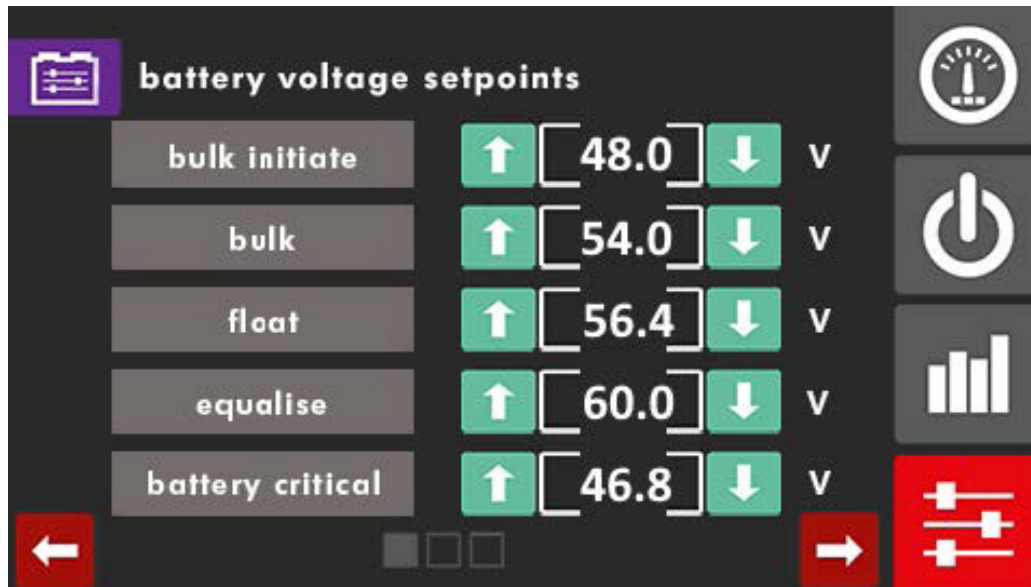 battery voltage setpoints
bulk initiate 48.0 V
bulk 54.0 V
float 56.4 V
equalise 60.0 V
battery critical 46.8 V